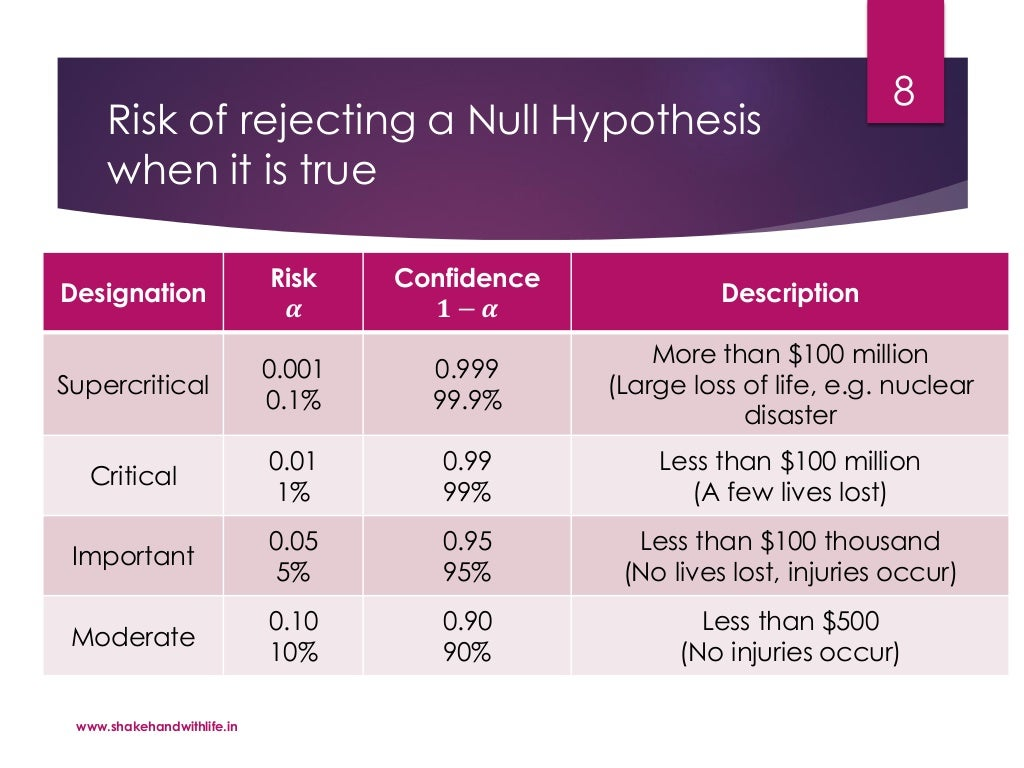 8
Risk of rejecting a Null Hypothesis
when it is true
Designation
Risk
α
Confidence
1 − α
Description
Supercritical
0.001
0.1%
0.999
99.9%
More than $100 million
(Large loss of life, e.g. nuclear
disaster
Critical
0.01
1%
0.99
99%
Less than $100 million
(A few lives lost)
Important
0.05
5%
0.95
95%
Less than $100 thousand
(No lives lost, injuries occur)
Moderate
0.10
10%
0.90
90%
Less than $500
(No injuries occur)
www.shakehandwithlife.in